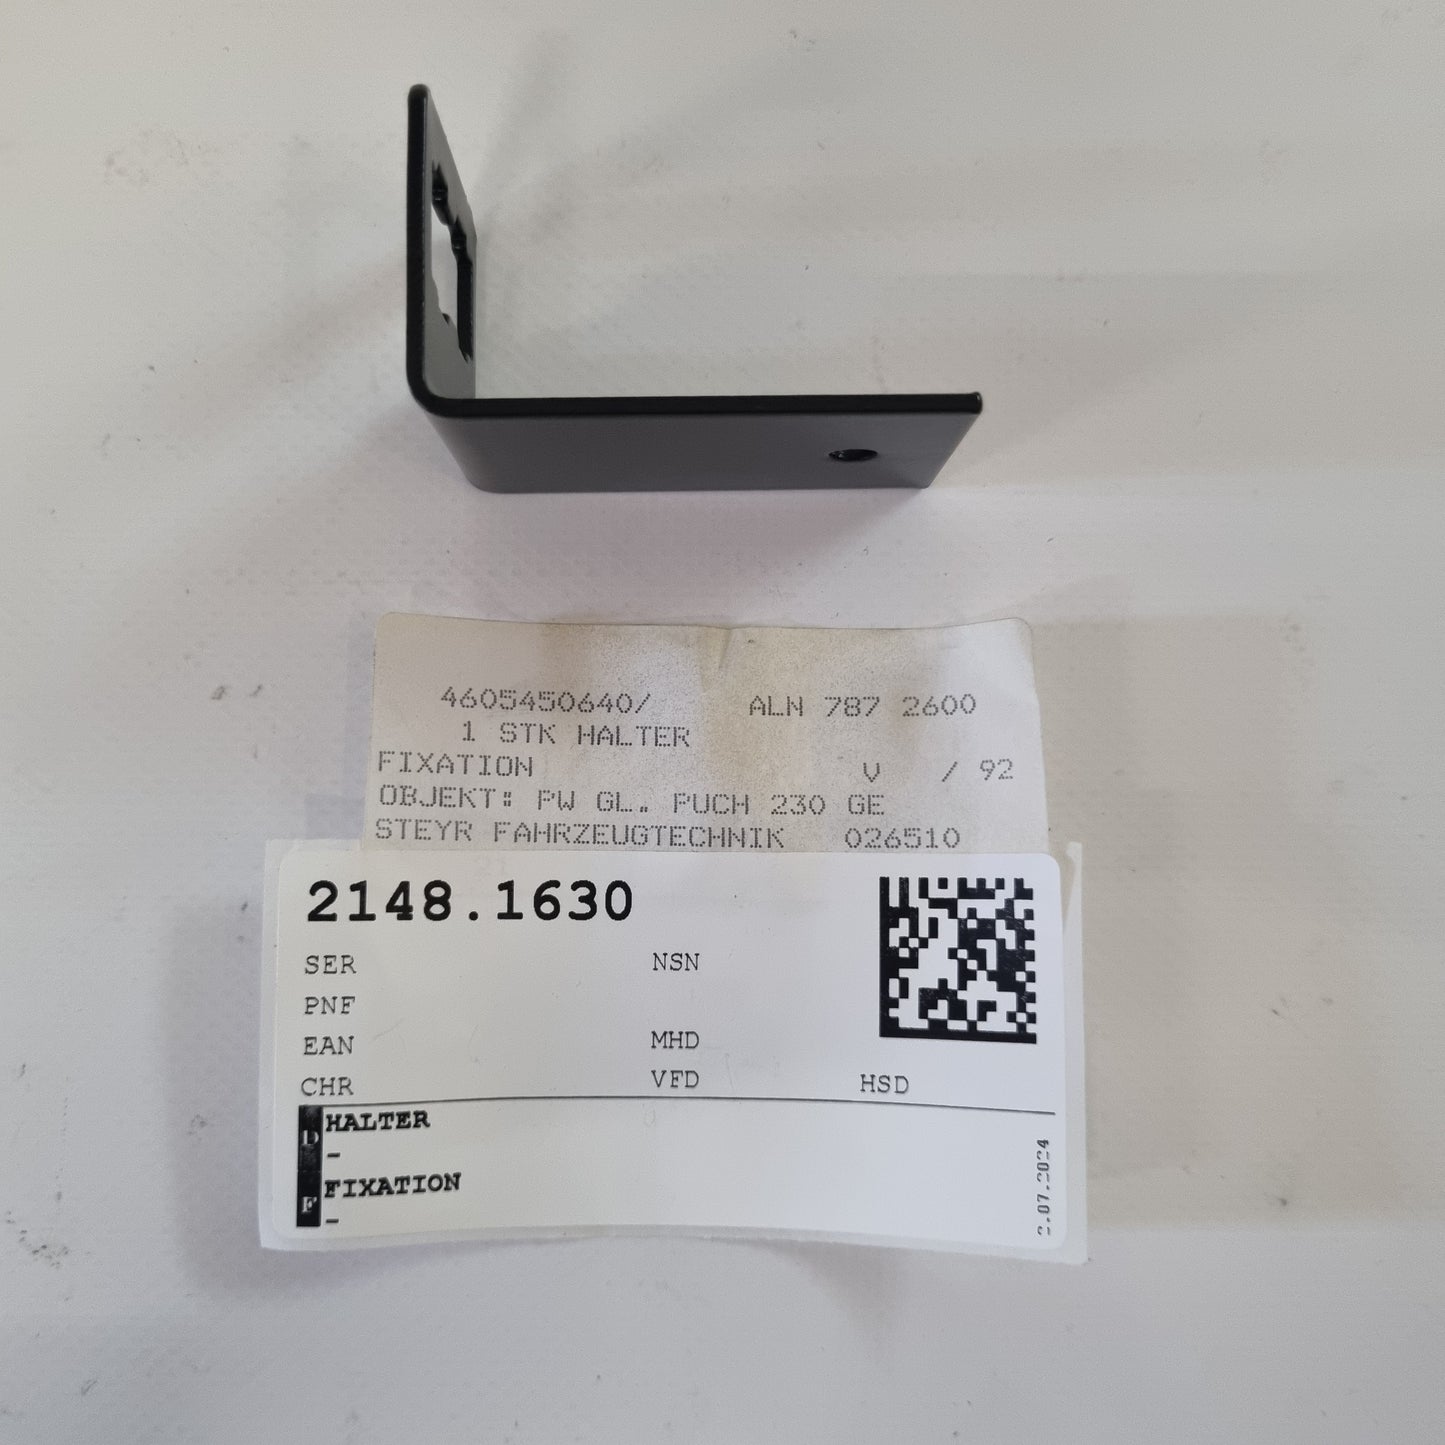 4605450640/ ALN 787 2600
1 STK HALTER
FIXATION V / 92
OBJEKT: PW GL. PUCH 230 GE
STEYR FAHRZEUGTECHNIK 026510
2148.1630
SER NSN
PNF
EAN MHD
CHR VFD HSD
D HALTER
-
F FIXATION
-
2.07.2024